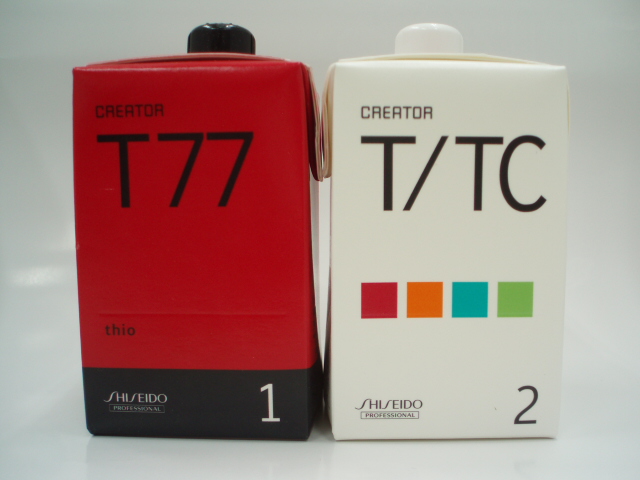 CREATOR
T77
thio
SHISEIDO
PROFESSIONAL
1
CREATOR
T/TC
SHISEIDO
PROFESSIONAL
2